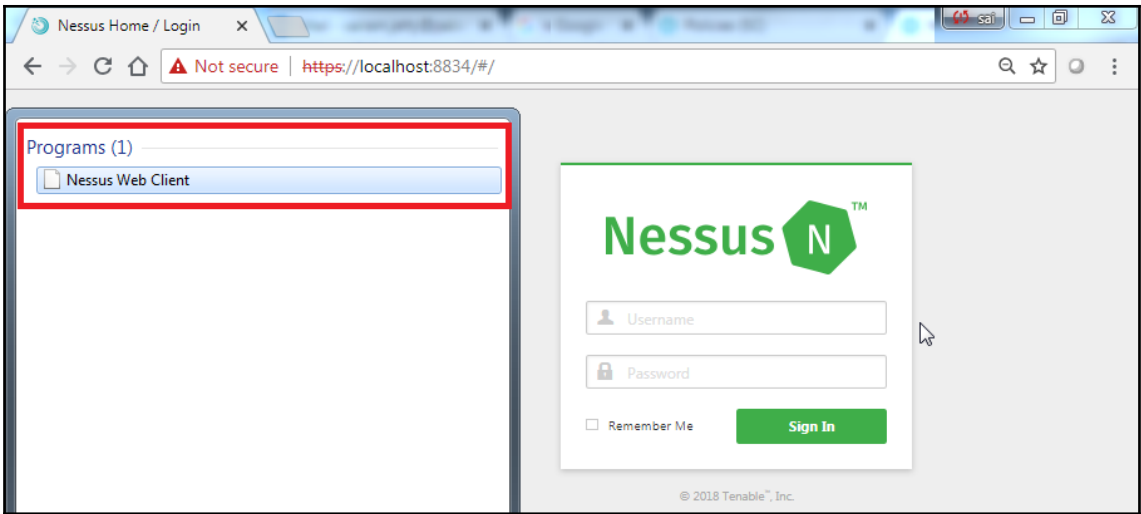 Nessus Home / Login
sai
Not secure | https://localhost:8834/#/
Programs (1)
Nessus Web Client
Nessus N ™
Username
Password
Remember Me
Sign In
© 2018 Tenable™, Inc.